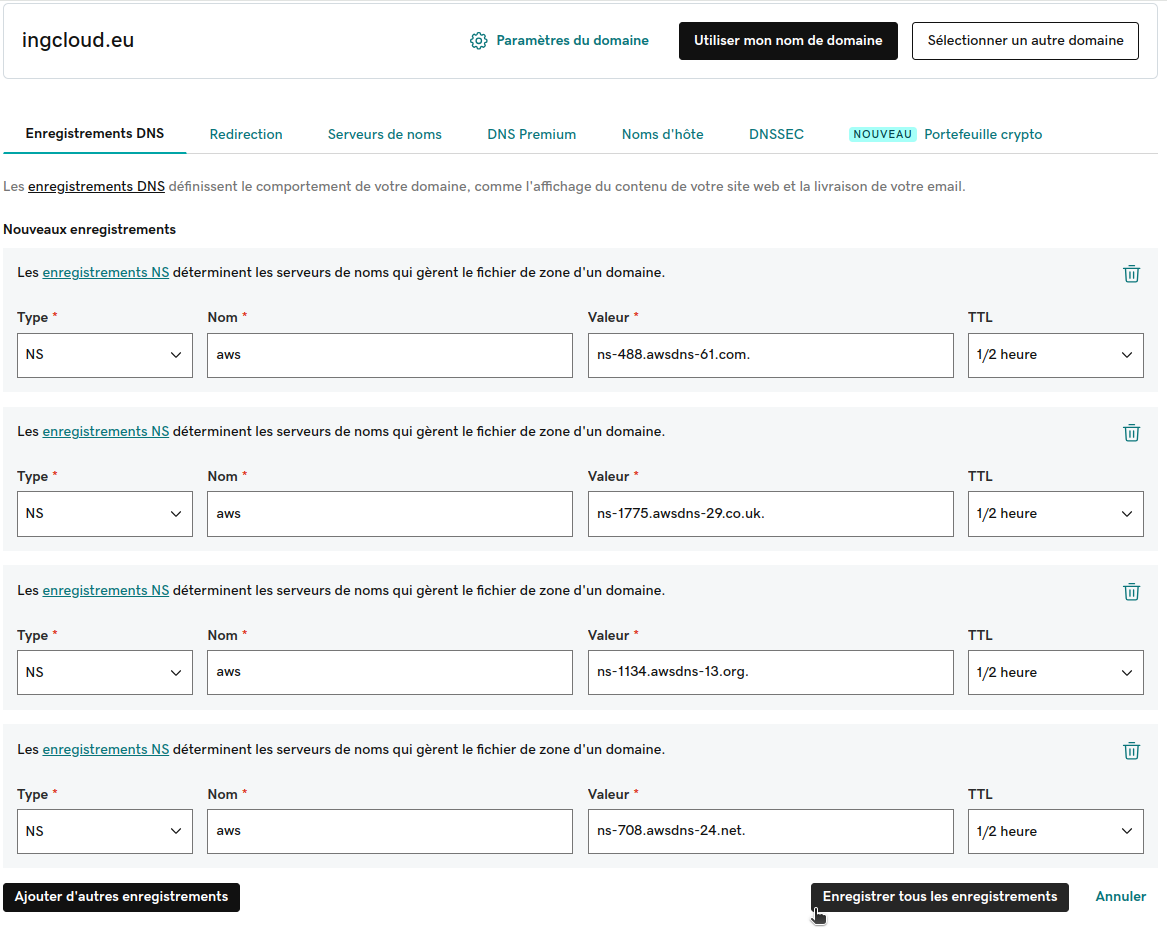 ingcloud.eu Paramètres du domaine Utiliser mon nom de domaine Sélectionner un autre domaine
Enregistrements DNS Redirection Serveurs de noms DNS Premium Noms d'hôte DNSSEC NOUVEAU Portefeuille crypto
Les enregistrements DNS définissent le comportement de votre domaine, comme l'affichage du contenu de votre site web et la livraison de votre email.
Nouveaux enregistrements
Les enregistrements NS déterminent les serveurs de noms qui gèrent le fichier de zone d'un domaine.
Type * Nom * Valeur * TTL
NS aws ns-488.awsdns-61.com. 1/2 heure
Les enregistrements NS déterminent les serveurs de noms qui gèrent le fichier de zone d'un domaine.
Type * Nom * Valeur * TTL
NS aws ns-1775.awsdns-29.co.uk. 1/2 heure
Les enregistrements NS déterminent les serveurs de noms qui gèrent le fichier de zone d'un domaine.
Type * Nom * Valeur * TTL
NS aws ns-1134.awsdns-13.org. 1/2 heure
Les enregistrements NS déterminent les serveurs de noms qui gèrent le fichier de zone d'un domaine.
Type * Nom * Valeur * TTL
NS aws ns-708.awsdns-24.net. 1/2 heure
Ajouter d'autres enregistrements Enregistrer tous les enregistrements Annuler